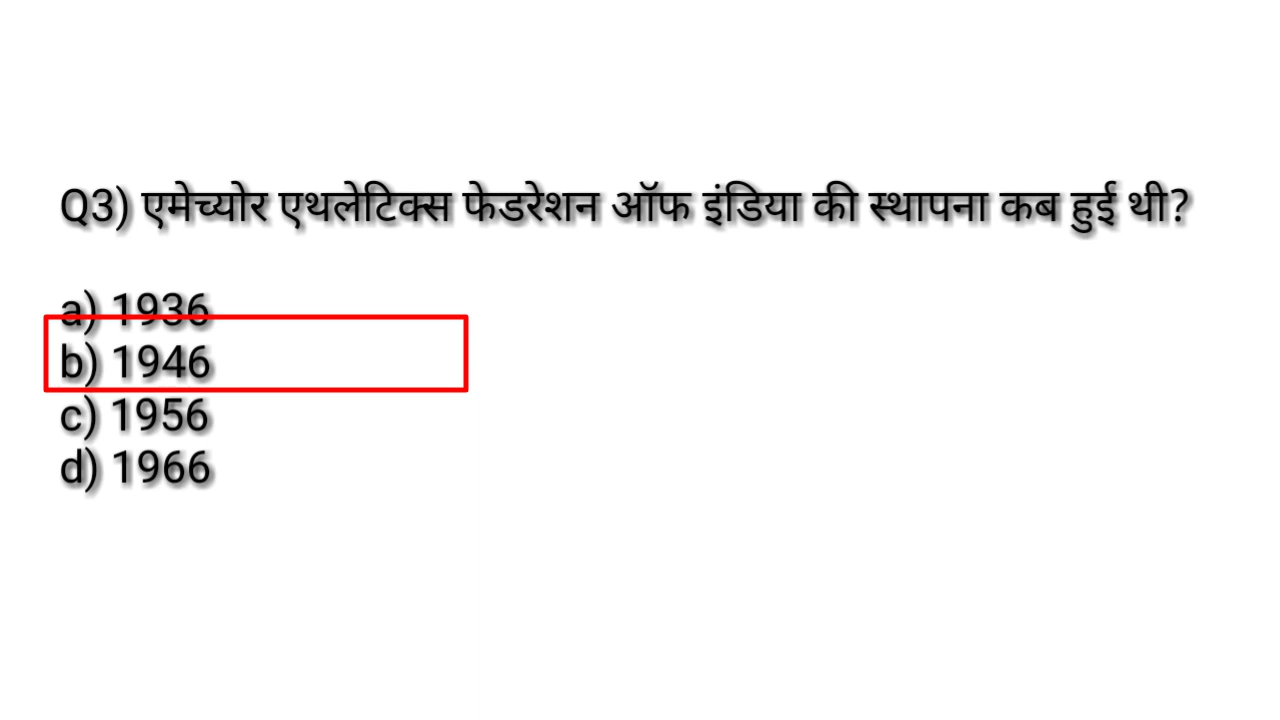 Q3) एमेच्योर एथलेटिक्स फेडरेशन ऑफ इंडिया की स्थापना कब हुई थी?
a) 1936
b) 1946
c) 1956
d) 1966